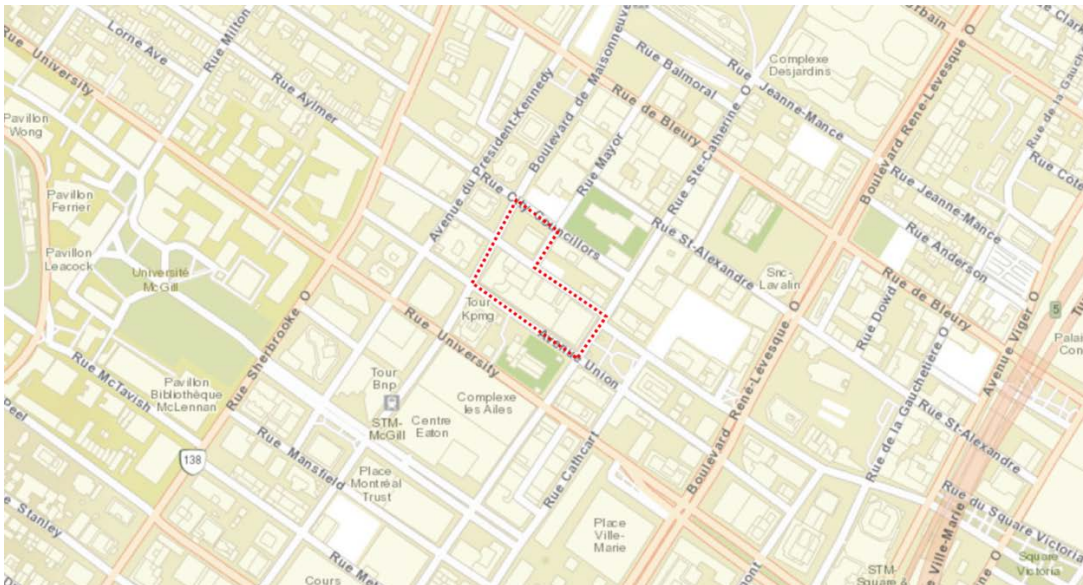 Rue University
Lorne Ave
Rue Milton
Rue Aylmer
Avenue du Président-Kennedy
Boulevard de Maisonneuve
Rue Balmoral
Rue Jeanne-Mance
Complexe
Desjardins
Rue de Bleury
Rue Mayor
Rue Ste-Catherine O
Boulevard René-Lévesque O
Pavillon
Wong
Pavillon
Ferrier
Pavillon
Leacock
Université
McGill
Rue City Councillors
Rue St-Alexandre
Rue Jeanne-Mance
Rue Anderson
Snc-
Lavalin
Rue Dowd
Rue de Bleury
Rue de la Gauchetière O
Avenue Viger O
5
Tour
Kpmg
Avenue Union
Rue University
Rue Sherbrooke O
Rue McTavish
Pavillon
Bibliothèque
McLennan
Tour
Bnp
STM-
McGill
Centre
Eaton
Complexe
les Ailes
Boulevard René-Lévesque O
Rue St-Alexandre
Peel
138
Rue Mansfield
Place
Montréal
Trust
Rue Cathcart
Place
Ville-
Marie
Rue du Square Victoria
Ville-Marie
Square
Victoria
STM-
Square &
Cours
e Stanley